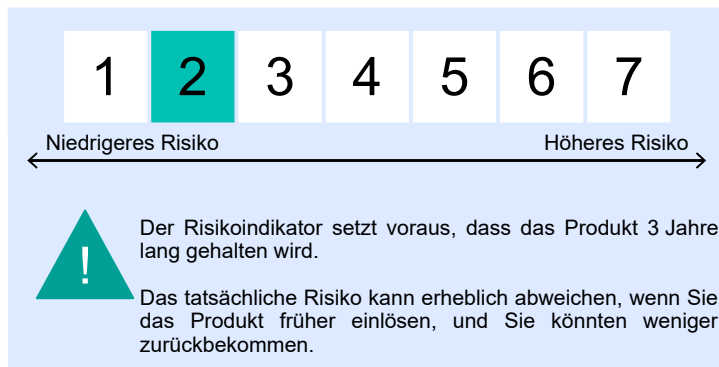 1 2 3 4 5 6 7
Niedrigeres Risiko Höheres Risiko
!
Der Risikoindikator setzt voraus, dass das Produkt 3 Jahre
lang gehalten wird.
Das tatsächliche Risiko kann erheblich abweichen, wenn Sie
das Produkt früher einlösen, und Sie könnten weniger
zurückbekommen.